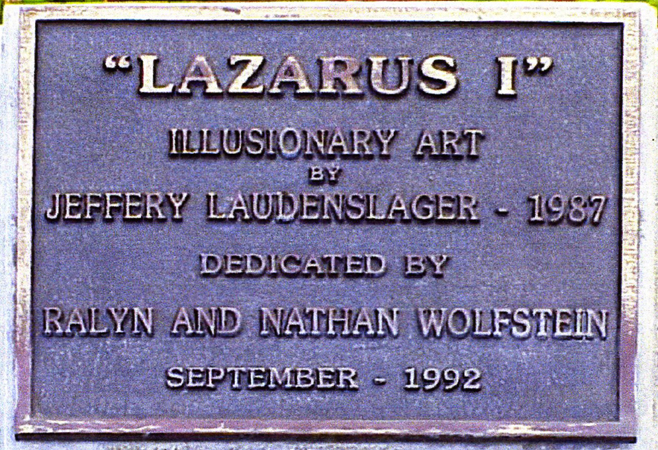 “LAZARUS I”
ILLUSIONARY ART
BY
JEFFERY LAUDENSLAGER - 1987
DEDICATED BY
RALYN AND NATHAN WOLFSTEIN
SEPTEMBER - 1992